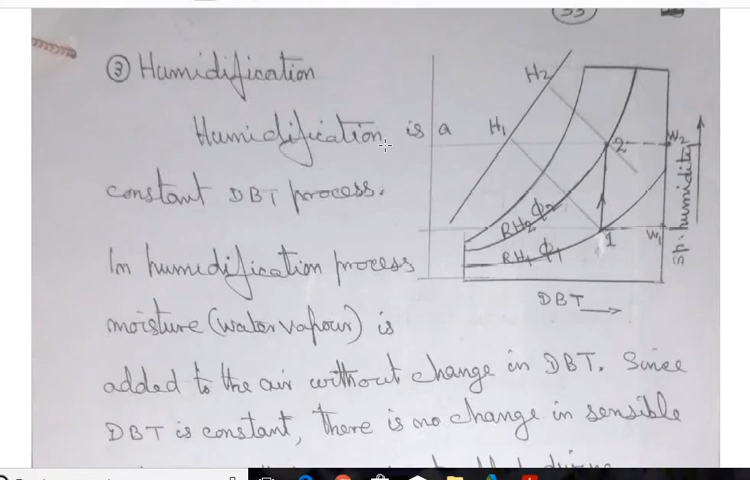 33
③ Humidification
Humidification is a
constant DBT process.
In humidification process
moisture (water vapour) is
added to the air without change in DBT. Since
DBT is constant, there is no change in sensible
H2
H1
2
W2
RH2 ϕ2
RH1 ϕ1
1
W1
sp. humidity
DBT